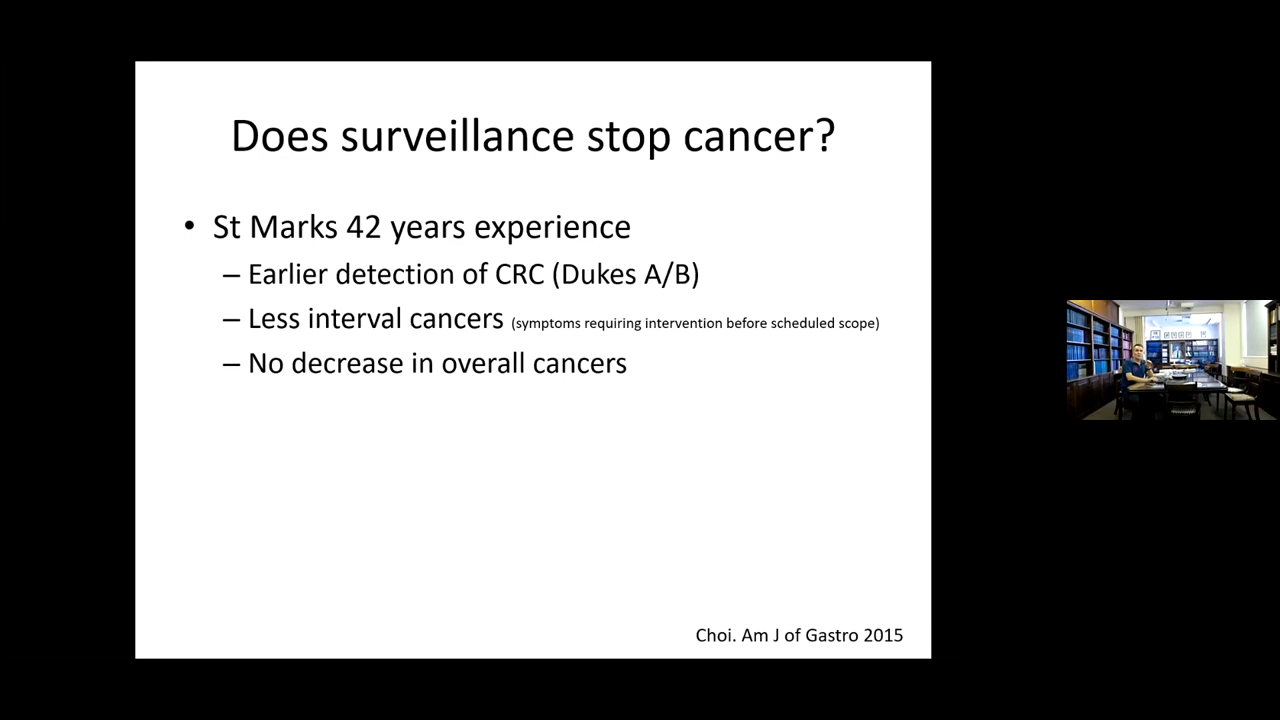 Does surveillance stop cancer?
• St Marks 42 years experience
– Earlier detection of CRC (Dukes A/B)
– Less interval cancers (symptoms requiring intervention before scheduled scope)
– No decrease in overall cancers
Choi. Am J of Gastro 2015